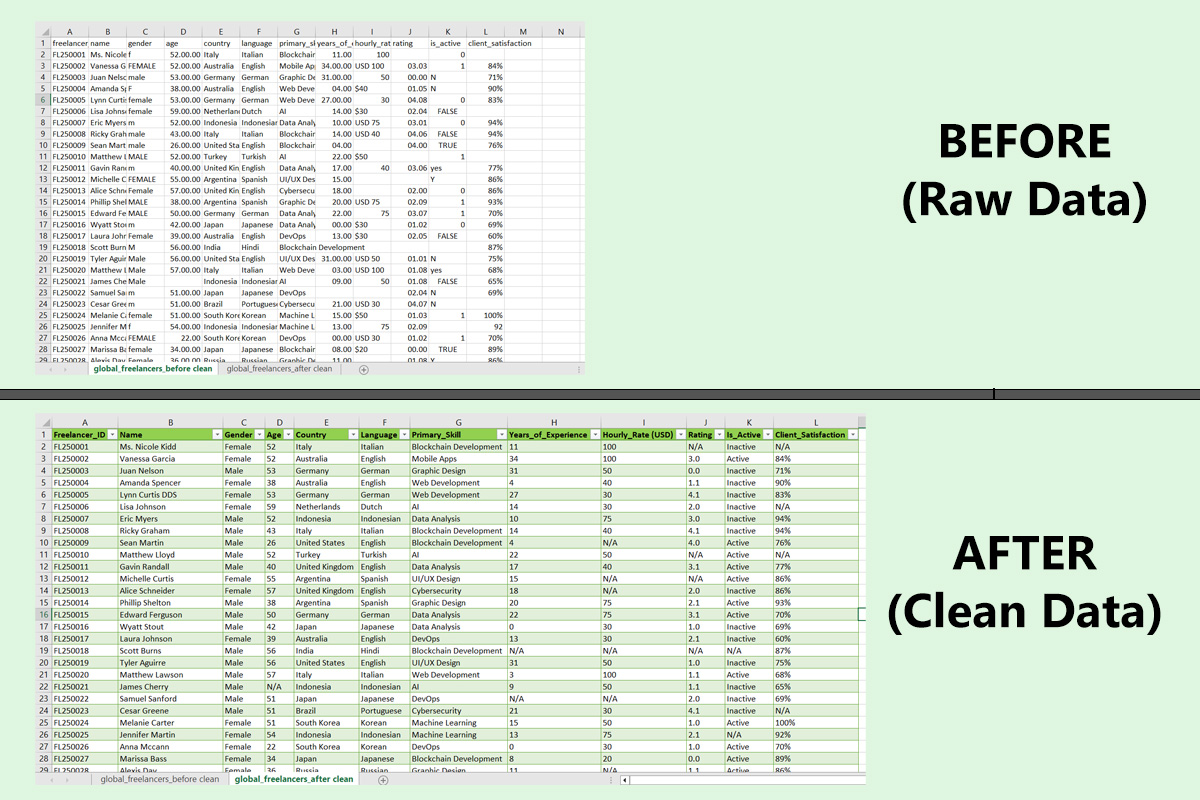 A B C D E F G H I J K L M N
1 freelancer name gender age country language primary_sl years_of_e hourly_rat rating is_active client_satisfaction
2 FL250001 Ms. Nicole f 52.00.00 Italy Italian Blockchain 11.00 100 0
3 FL250002 Vanessa G FEMALE 52.00.00 Australia English Mobile Ap 34.00.00 USD 100 03.03 1 84%
4 FL250003 Juan Nelsc male 53.00.00 Germany German Graphic De 31.00.00 50 00.00 N 71%
5 FL250004 Amanda Sp F 38.00.00 Australia English Web Deve 04.00 $40 01.05 N 90%
6 FL250005 Lynn Curti female 53.00.00 Germany German Web Deve 27.00.00 30 04.08 0 83%
7 FL250006 Lisa Johns female 59.00.00 Netherlan Dutch AI 14.00 $30 02.04 FALSE
8 FL250007 Eric Myers m 52.00.00 Indonesia Indonesian Data Analy 10.00 USD 75 03.01 0 94%
9 FL250008 Ricky Grah male 43.00.00 Italy Italian Blockchain 14.00 USD 40 04.06 FALSE 94%
10 FL250009 Sean Mart male 26.00.00 United Sta English Blockchain 04.00 04.00 TRUE 76%
11 FL250010 Matthew L MALE 52.00.00 Turkey Turkish AI 22.00 $50 1
12 FL250011 Gavin Ran m 40.00.00 United Kin English Data Analy 17.00 40 03.06 yes 77%
13 FL250012 Michelle C FEMALE 55.00.00 Argentina Spanish UI/UX Des 15.00 Y 86%
14 FL250013 Alice Schn Female 57.00.00 United Kin English Cybersecu 18.00 02.00 0 86%
15 FL250014 Phillip Shel MALE 38.00.00 Argentina Spanish Graphic De 20.00 USD 75 02.09 1 93%
16 FL250015 Edward Fe MALE 50.00.00 Germany German Data Analy 22.00 75 03.07 1 70%
17 FL250016 Wyatt Stou m 42.00.00 Japan Japanese Data Analy 00.00 $30 01.02 0 69%
18 FL250017 Laura Johr Female 39.00.00 Australia English DevOps 13.00 $30 02.05 FALSE 60%
19 FL250018 Scott Burn M 56.00.00 India Hindi Blockchain Development 87%
20 FL250019 Tyler Aguir Male 56.00.00 United Sta English UI/UX Des 31.00.00 USD 50 01.01 N 75%
21 FL250020 Matthew L Male 57.00.00 Italy Italian Web Deve 03.00 USD 100 01.08 yes 68%
22 FL250021 James Che Male Indonesia Indonesian AI 09.00 50 01.08 FALSE 65%
23 FL250022 Samuel Sa m 51.00.00 Japan Japanese DevOps 02.04 N 69%
24 FL250023 Cesar Gree m 51.00.00 Brazil Portugues Cybersecu 21.00 USD 30 04.07 N
25 FL250024 Melanie C female 51.00.00 South Kore Korean Machine L 15.00 $50 01.03 1 100%
26 FL250025 Jennifer M f 54.00.00 Indonesia Indonesian Machine L 13.00 75 02.09 92
27 FL250026 Anna Mcc FEMALE 22.00 South Kore Korean DevOps 00.00 USD 30 01.02 1 70%
28 FL250027 Marissa Ba female 34.00.00 Japan Japanese Blockchain 08.00 $20 00.08 TRUE 89%
29 FL250028 Alexis Day Female 36.00.00 Russia Russian Graphic De 11.00 01.08 Y 86%
global_freelancers_before clean global_freelancers_after clean
BEFORE
(Raw Data)
A B C D E F G H I J K L
1 Freelancer_ID Name Gender Age Country Language Primary_Skill Years_of_Experience Hourly_Rate (USD) Rating Is_Active Client_Satisfaction
2 FL250001 Ms. Nicole Kidd Female 52 Italy Italian Blockchain Development 11 100 N/A Inactive N/A
3 FL250002 Vanessa Garcia Female 52 Australia English Mobile Apps 34 100 3.0 Active 84%
4 FL250003 Juan Nelson Male 53 Germany German Graphic Design 31 50 0.0 Inactive 71%
5 FL250004 Amanda Spencer Female 38 Australia English Web Development 4 40 1.1 Inactive 90%
6 FL250005 Lynn Curtis DDS Female 53 Germany German Web Development 27 30 4.1 Inactive 83%
7 FL250006 Lisa Johnson Female 59 Netherlands Dutch AI 14 30 2.0 Inactive N/A
8 FL250007 Eric Myers Male 52 Indonesia Indonesian Data Analysis 10 75 3.0 Inactive 94%
9 FL250008 Ricky Graham Male 43 Italy Italian Blockchain Development 14 40 4.1 Inactive 94%
10 FL250009 Sean Martin Male 26 United States English Blockchain Development 4 N/A 4.0 Active 76%
11 FL250010 Matthew Lloyd Male 52 Turkey Turkish AI 22 50 N/A Active N/A
12 FL250011 Gavin Randall Male 40 United Kingdom English Data Analysis 17 40 3.1 Active 77%
13 FL250012 Michelle Curtis Female 55 Argentina Spanish UI/UX Design 15 N/A N/A Active 86%
14 FL250013 Alice Schneider Female 57 United Kingdom English Cybersecurity 18 N/A 2.0 Inactive 86%
15 FL250014 Phillip Shelton Male 38 Argentina Spanish Graphic Design 20 75 2.1 Active 93%
16 FL250015 Edward Ferguson Male 50 Germany German Data Analysis 22 75 3.1 Active 70%
17 FL250016 Wyatt Stout Male 42 Japan Japanese Data Analysis 0 30 1.0 Inactive 69%
18 FL250017 Laura Johnson Female 39 Australia English DevOps 13 30 2.1 Inactive 60%
19 FL250018 Scott Burns Male 56 India Hindi Blockchain Development N/A N/A N/A N/A 87%
20 FL250019 Tyler Aguirre Male 56 United States English UI/UX Design 31 50 1.0 Inactive 75%
21 FL250020 Matthew Lawson Male 57 Italy Italian Web Development 3 100 1.1 Active 68%
22 FL250021 James Cherry Male N/A Indonesia Indonesian AI 9 50 1.1 Inactive 65%
23 FL250022 Samuel Sanford Male 51 Japan Japanese DevOps N/A N/A 2.0 Inactive 69%
24 FL250023 Cesar Greene Male 51 Brazil Portuguese Cybersecurity 21 30 4.1 Inactive N/A
25 FL250024 Melanie Carter Female 51 South Korea Korean Machine Learning 15 50 1.0 Active 100%
26 FL250025 Jennifer Martin Female 54 Indonesia Indonesian Machine Learning 13 75 2.1 N/A 92%
27 FL250026 Anna Mccann Female 22 South Korea Korean DevOps 0 30 1.0 Active 70%
28 FL250027 Marissa Bass Female 34 Japan Japanese Blockchain Development 8 20 0.0 Active 89%
29 FL250028 Alexis Day Female 36 Russia Russian Graphic Design 11 N/A 1.1 Active 86%
global_freelancers_before clean global_freelancers_after clean
AFTER
(Clean Data)